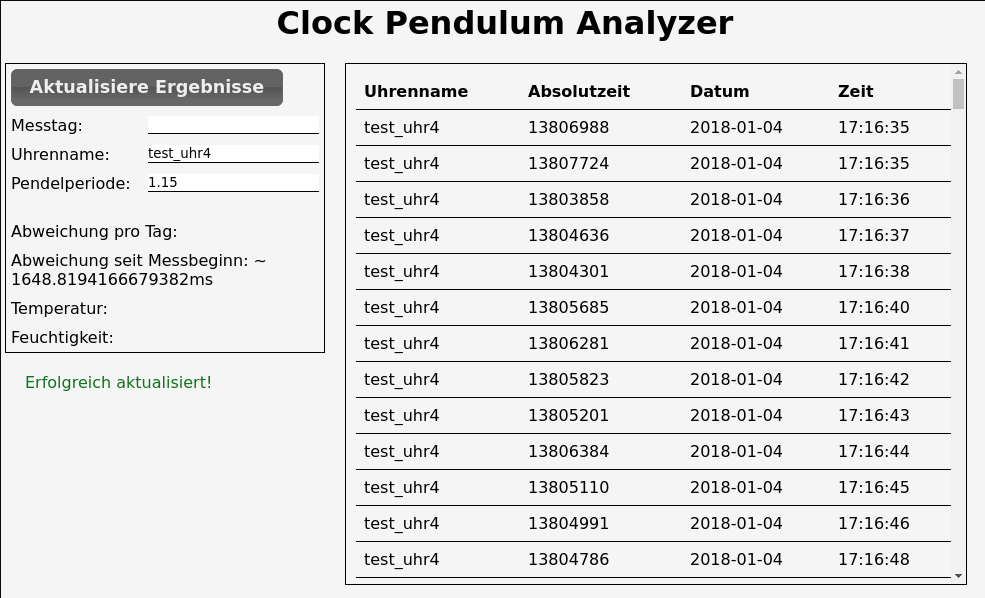 Clock Pendulum Analyzer
Aktualisiere Ergebnisse
Messtag:
Uhrenname: test_uhr4
Pendelperiode: 1.15
Abweichung pro Tag:
Abweichung seit Messbeginn: ~
1648.8194166679382ms
Temperatur:
Feuchtigkeit:
Erfolgreich aktualisiert!
Uhrenname Absolutzeit Datum Zeit
test_uhr4 13806988 2018-01-04 17:16:35
test_uhr4 13807724 2018-01-04 17:16:35
test_uhr4 13803858 2018-01-04 17:16:36
test_uhr4 13804636 2018-01-04 17:16:37
test_uhr4 13804301 2018-01-04 17:16:38
test_uhr4 13805685 2018-01-04 17:16:40
test_uhr4 13806281 2018-01-04 17:16:41
test_uhr4 13805823 2018-01-04 17:16:42
test_uhr4 13805201 2018-01-04 17:16:43
test_uhr4 13806384 2018-01-04 17:16:44
test_uhr4 13805110 2018-01-04 17:16:45
test_uhr4 13804991 2018-01-04 17:16:46
test_uhr4 13804786 2018-01-04 17:16:48